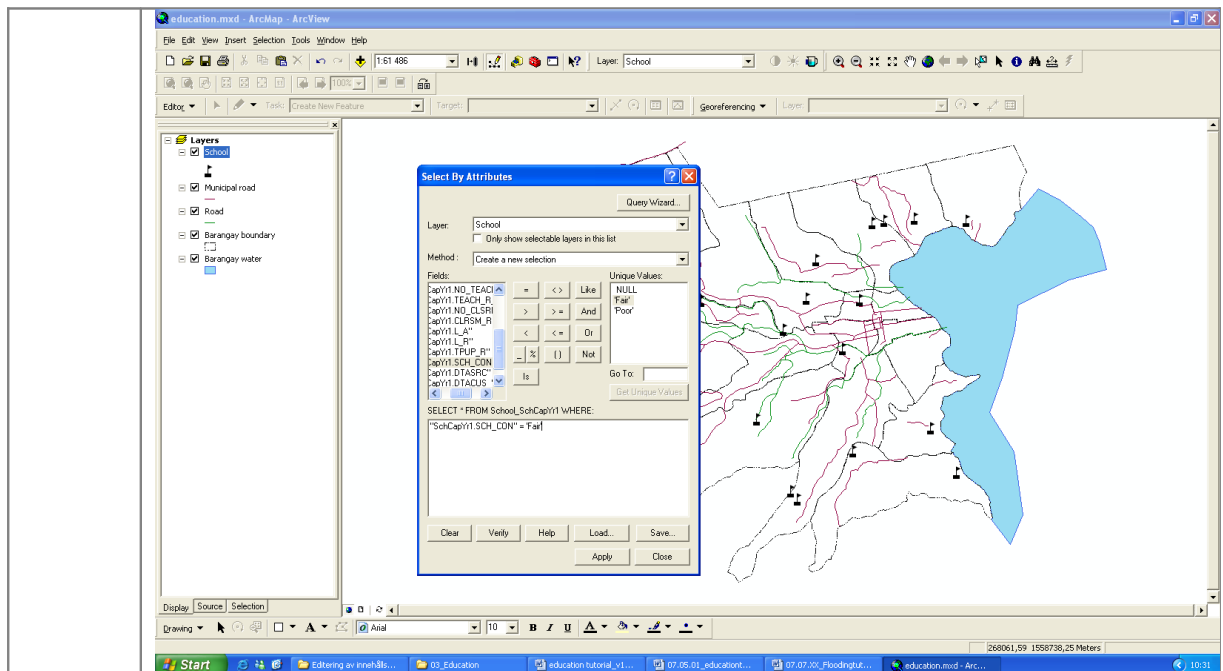 education.mxd - ArcMap - ArcView
File Edit View Insert Selection Tools Window Help
1:61 486
Layer: School
100%
Editor Task: Create New Feature Target: Georeferencing Layer:
Layers
School
Municipal road
Road
Barangay boundary
Barangay water
Select By Attributes
Query Wizard...
Layer: School
Only show selectable layers in this list
Method : Create a new selection
Fields: Unique Values:
CapYr1.NO_TEACH
CapYr1.TEACH_R
CapYr1.NO_CLSRI
CapYr1.CLRSM_R
CapYr1.L_A"
CapYr1.L_R"
CapYr1.TPUP_R"
CapYr1.SCH_CON
CapYr1.DTASRC"
CapYr1.DTACUS
= <> Like
> >= And
< <= Or
_ % () Not
Is
NULL
'Fair'
'Poor'
Go To:
Get Unique Values
SELECT * FROM School_SchCapYr1 WHERE:
"SchCapYr1.SCH_CON" = 'Fair'
Clear Verify Help Load... Save...
Apply Close
Display Source Selection
Drawing A Arial 10 B I U A
268061,59 1558738,25 Meters
Start Editering av innehålls... 03_Education education tutorial_v1... 07.05.01_educationt... 07.07.XX_Floodingtut... education.mxd - Arc... 10:31